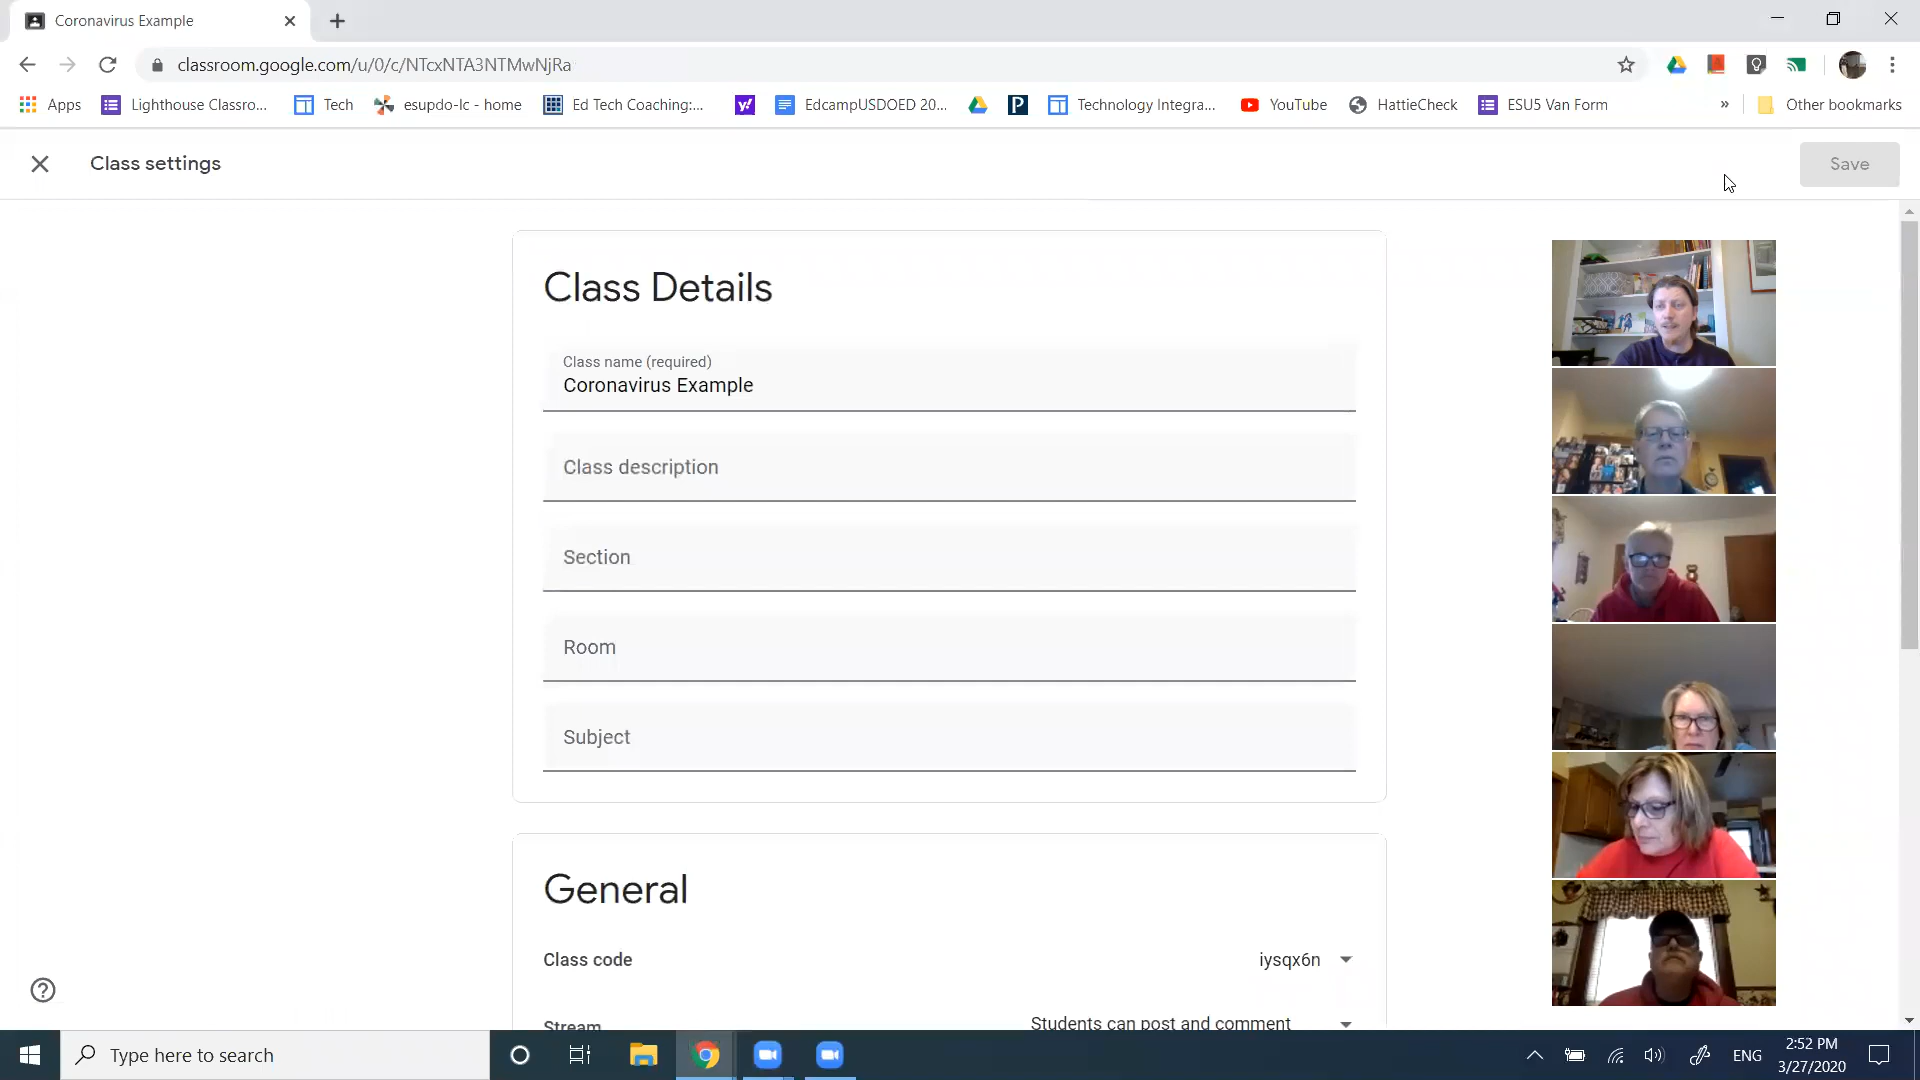 Coronavirus Example
classroom.google.com/u/0/c/NTcxNTA3NTMwNjRa
Apps Lighthouse Classro... Tech esupdo-lc - home Ed Tech Coaching:... y! EdcampUSDOED 20... P Technology Integra... YouTube HattieCheck ESU5 Van Form » Other bookmarks
Class settings
Save
Class Details
Class name (required)
Coronavirus Example
Class description
Section
Room
Subject
General
Class code iysqx6n
Stream Students can post and comment
Type here to search
ENG
2:52 PM
3/27/2020